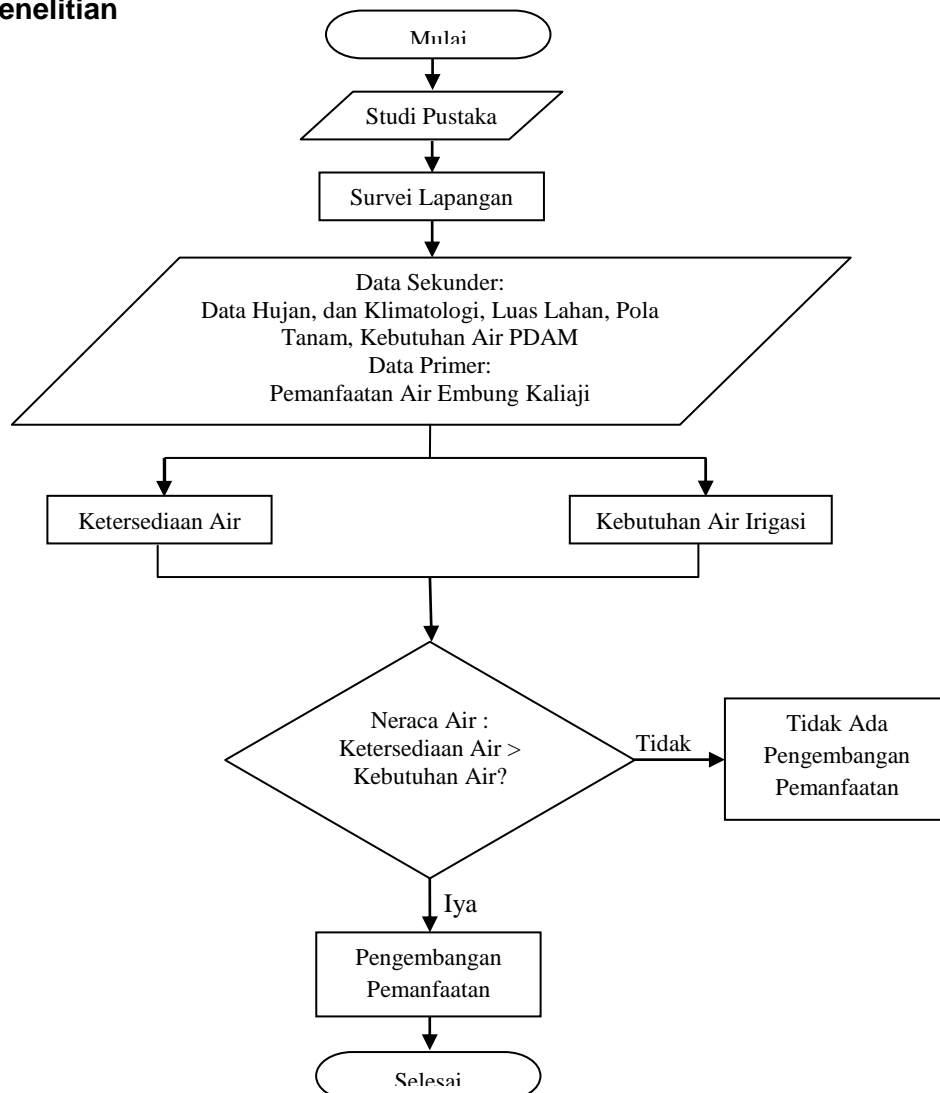 enelitian
Mulai
Studi Pustaka
Survei Lapangan
Data Sekunder:
Data Hujan, dan Klimatologi, Luas Lahan, Pola
Tanam, Kebutuhan Air PDAM
Data Primer:
Pemanfaatan Air Embung Kaliaji
Ketersediaan Air
Kebutuhan Air Irigasi
Neraca Air :
Ketersediaan Air >
Kebutuhan Air?
Tidak
Tidak Ada
Pengembangan
Pemanfaatan
Iya
Pengembangan
Pemanfaatan
Selesai